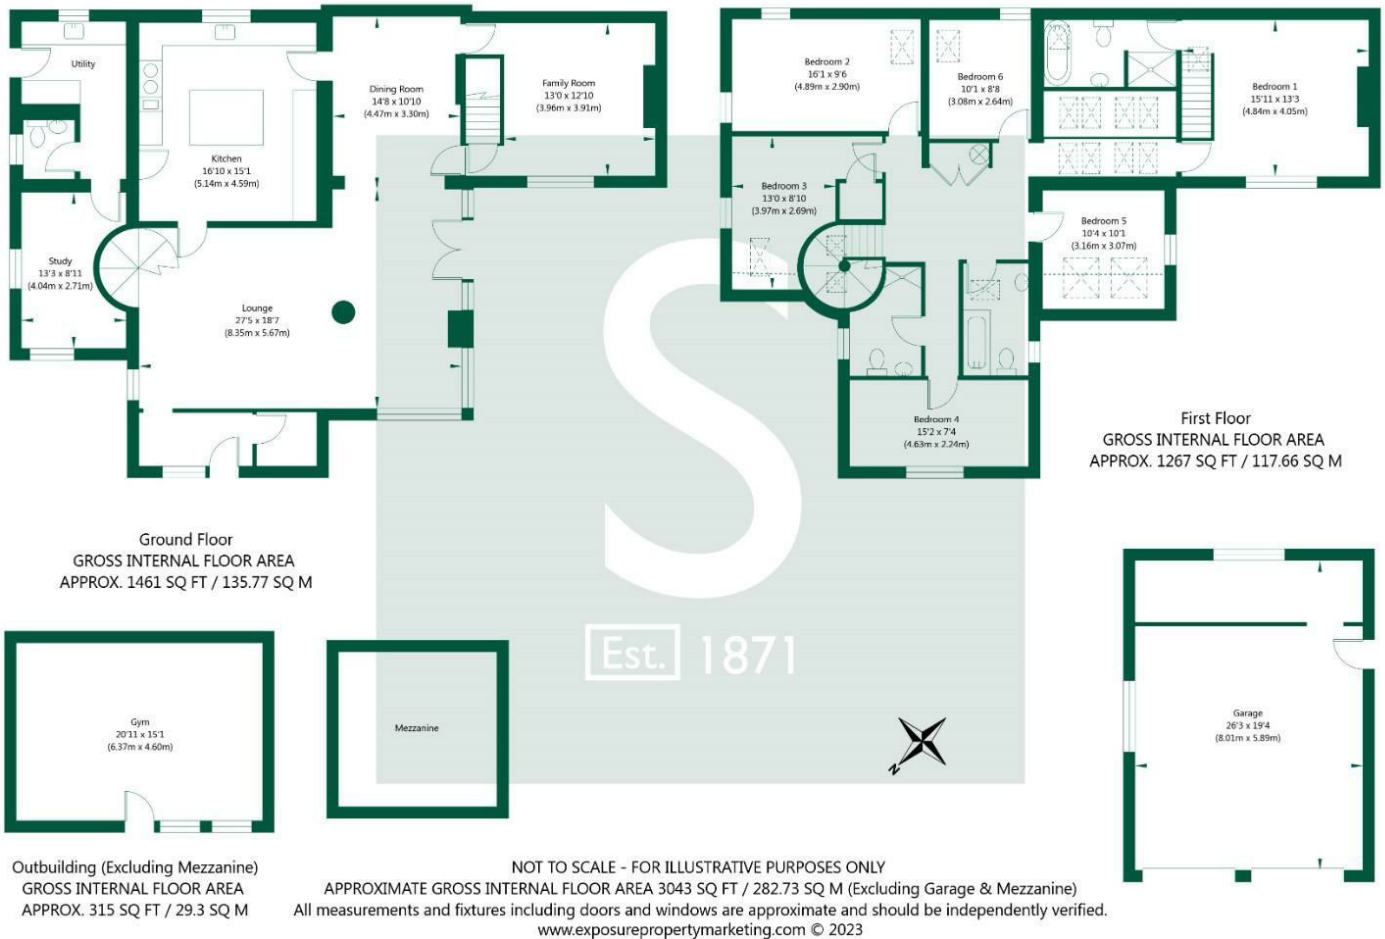 Utility
Kitchen
16'10 x 15'1
(5.14m x 4.59m)
Dining Room
14'8 x 10'10
(4.47m x 3.30m)
Family Room
13'0 x 12'10
(3.96m x 3.91m)
Study
13'3 x 8'11
(4.04m x 2.71m)
Lounge
27'5 x 18'7
(8.35m x 5.67m)
Ground Floor
GROSS INTERNAL FLOOR AREA
APPROX. 1461 SQ FT / 135.77 SQ M
Bedroom 2
16'1 x 9'6
(4.89m x 2.90m)
Bedroom 6
10'1 x 8'8
(3.08m x 2.64m)
Bedroom 1
15'11 x 13'3
(4.84m x 4.05m)
Bedroom 3
13'0 x 8'10
(3.97m x 2.69m)
Bedroom 5
10'4 x 10'1
(3.16m x 3.07m)
Bedroom 4
15'2 x 7'4
(4.63m x 2.24m)
First Floor
GROSS INTERNAL FLOOR AREA
APPROX. 1267 SQ FT / 117.66 SQ M
S
Est. 1871
Gym
20'11 x 15'1
(6.37m x 4.60m)
Mezzanine
N
Garage
26'3 x 19'4
(8.01m x 5.89m)
Outbuilding (Excluding Mezzanine)
GROSS INTERNAL FLOOR AREA
APPROX. 315 SQ FT / 29.3 SQ M
NOT TO SCALE - FOR ILLUSTRATIVE PURPOSES ONLY
APPROXIMATE GROSS INTERNAL FLOOR AREA 3043 SQ FT / 282.73 SQ M (Excluding Garage & Mezzanine)
All measurements and fixtures including doors and windows are approximate and should be independently verified.
www.exposurepropertymarketing.com © 2023